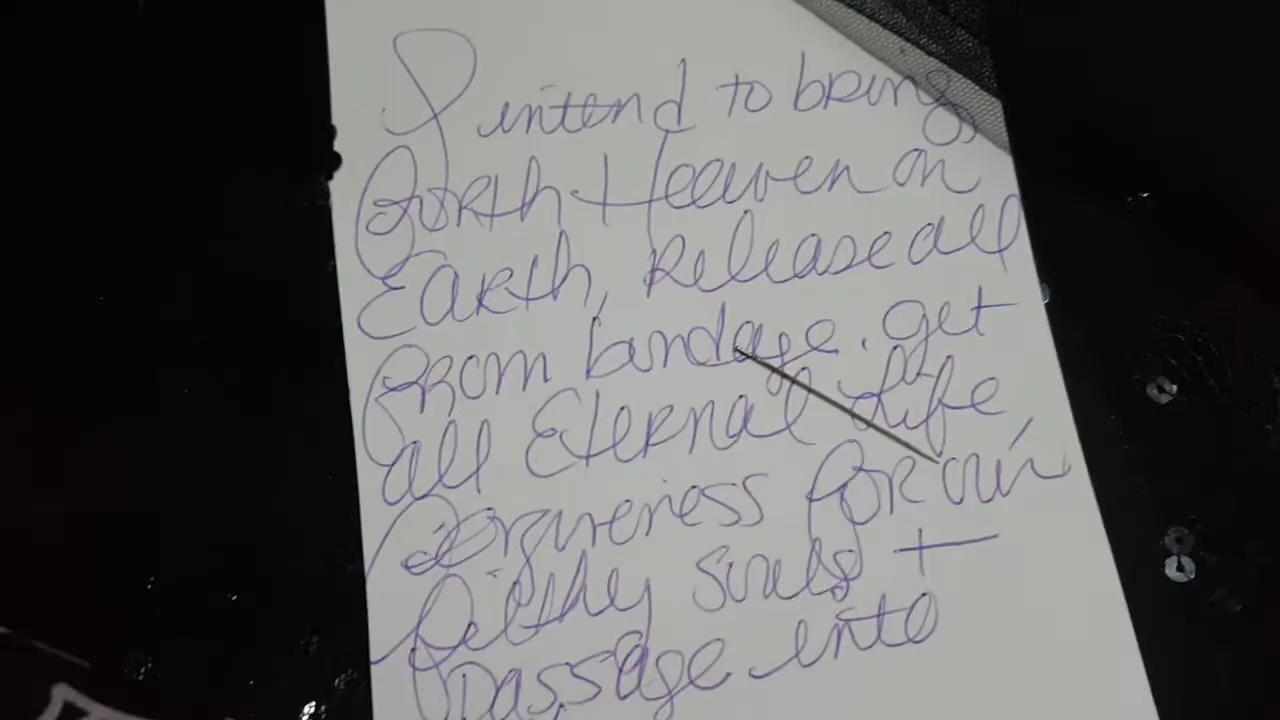 I intend to bring
forth Heaven on
Earth, Release all
from bondage. get
all Eternal Life
forgiveness for our
filthy souls +
passage into